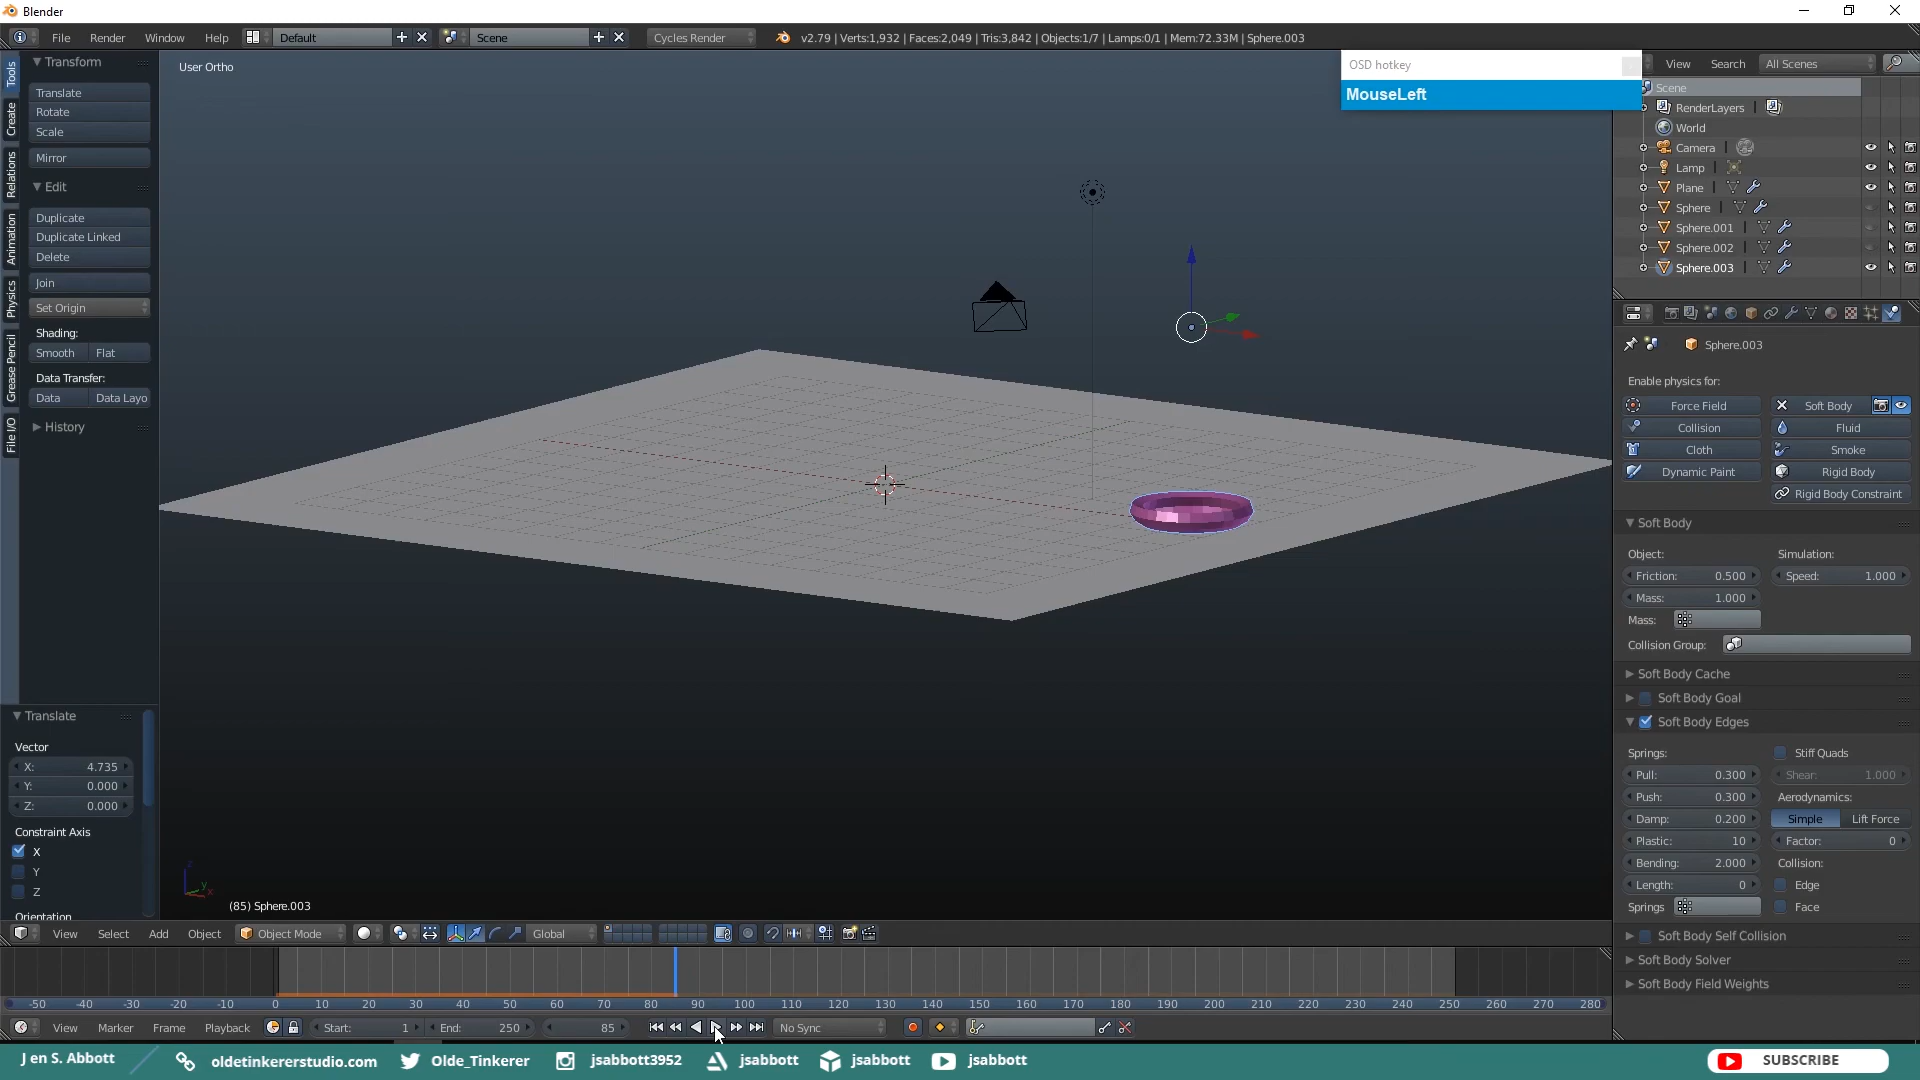 Blender
File Render Window Help Default Scene Cycles Render v2.79 | Verts:1,932 | Faces:2,049 | Tris:3,842 | Objects:1/7 | Lamps:0/1 | Mem:72.33M | Sphere.003
Tools
Create
Relations
Animation
Physics
Grease Pencil
File I/O
Transform
Translate
Rotate
Scale
Mirror
Edit
Duplicate
Duplicate Linked
Delete
Join
Set Origin
Shading:
Smooth Flat
Data Transfer:
Data Data Layo
History
Translate
Vector
X: 4.735
Y: 0.000
Z: 0.000
Constraint Axis
X
Y
Z
Orientation
User Ortho
OSD hotkey
MouseLeft
(85) Sphere.003
View Search All Scenes
Scene
RenderLayers
World
Camera
Lamp
Plane
Sphere
Sphere.001
Sphere.002
Sphere.003
Sphere.003
Enable physics for:
Force Field Soft Body
Collision Fluid
Cloth Smoke
Dynamic Paint Rigid Body
Rigid Body Constraint
Soft Body
Object: Simulation:
Friction: 0.500 Speed: 1.000
Mass: 1.000
Mass:
Collision Group:
Soft Body Cache
Soft Body Goal
Soft Body Edges
Springs: Stiff Quads
Pull: 0.300 Shear: 1.000
Push: 0.300 Aerodynamics:
Damp: 0.200 Simple Lift Force
Plastic: 10 Factor: 0
Bending: 2.000 Collision:
Length: 0 Edge
Springs Face
Soft Body Self Collision
Soft Body Solver
Soft Body Field Weights
View Select Add Object Object Mode Global
-50 -40 -30 -20 -10 0 10 20 30 40 50 60 70 80 90 100 110 120 130 140 150 160 170 180 190 200 210 220 230 240 250 260 270 280
View Marker Frame Playback Start: 1 End: 250 85 No Sync
J en S. Abbott oldetinkererstudio.com Olde_Tinkerer jsabbott3952 jsabbott jsabbott jsabbott SUBSCRIBE